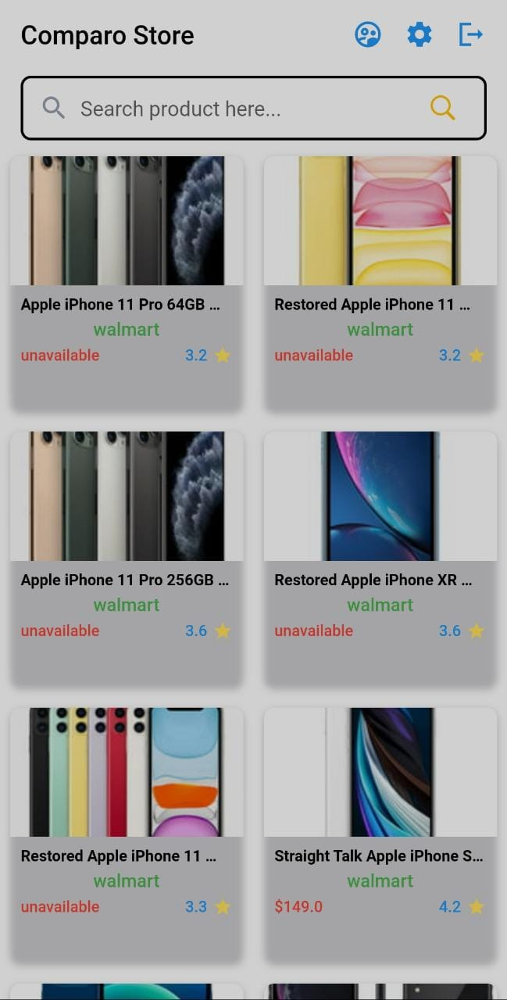 Comparo Store
Search product here...
Apple iPhone 11 Pro 64GB ...
walmart
unavailable 3.2
Restored Apple iPhone 11 ...
walmart
unavailable 3.2
Apple iPhone 11 Pro 256GB ...
walmart
unavailable 3.6
Restored Apple iPhone XR ...
walmart
unavailable 3.6
Restored Apple iPhone 11 ...
walmart
unavailable 3.3
Straight Talk Apple iPhone S...
walmart
$149.0 4.2